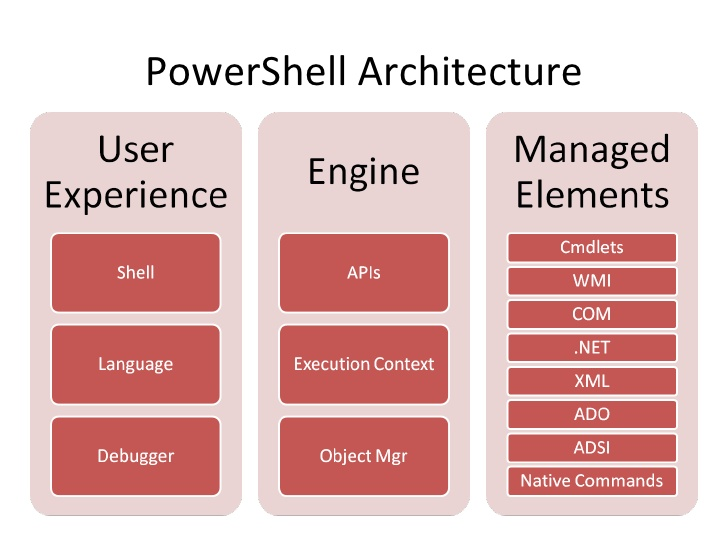 PowerShell Architecture
User
Experience
Shell
Language
Debugger
Engine
APIs
Execution Context
Object Mgr
Managed
Elements
Cmdlets
WMI
COM
.NET
XML
ADO
ADSI
Native Commands